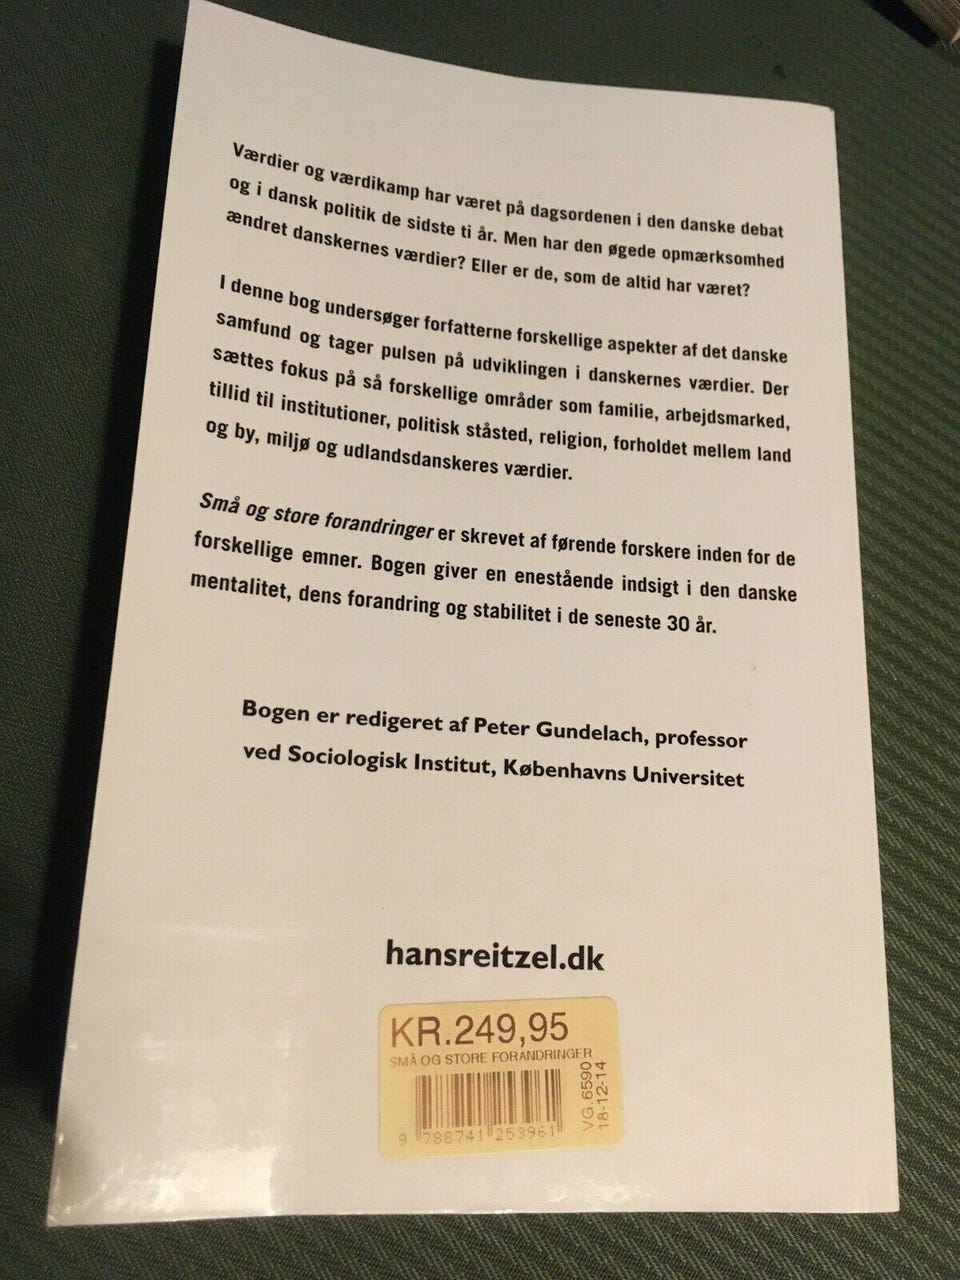 Værdier og værdikamp har været på dagsordenen i den danske debat
og i dansk politik de sidste ti år. Men har den øgede opmærksomhed
ændret danskernes værdier? Eller er de, som de altid har været?
I denne bog undersøger forfatterne forskellige aspekter af det danske
samfund og tager pulsen på udviklingen i danskernes værdier. Der
sættes fokus på så forskellige områder som familie, arbejdsmarked,
tillid til institutioner, politisk ståsted, religion, forholdet mellem land
og by, miljø og udlandsdanskeres værdier.
Små og store forandringer er skrevet af førende forskere inden for de
forskellige emner. Bogen giver en enestående indsigt i den danske
mentalitet, dens forandring og stabilitet i de seneste 30 år.
Bogen er redigeret af Peter Gundelach, professor
ved Sociologisk Institut, Københavns Universitet
hansreitzel.dk
KR.249,95
SMÅ OG STORE FORANDRINGER
9 788741 253961
VG.6590
18-12-14